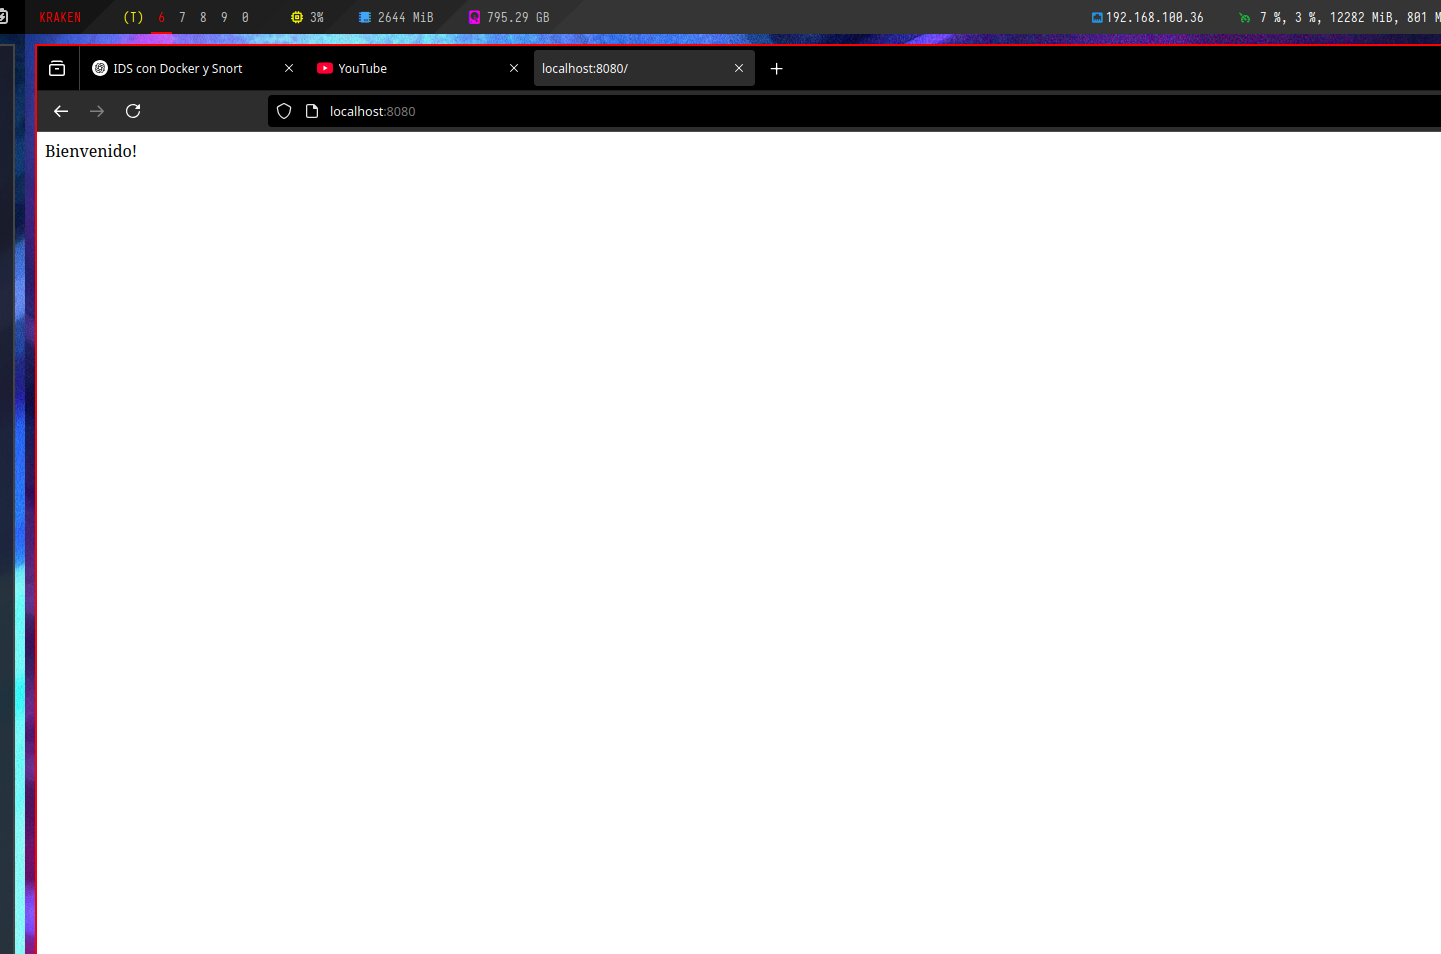 KRAKEN (T) 6 7 8 9 0 3% 2644 MiB 795.29 GB 192.168.100.36 7 %, 3 %, 12282 MiB, 801 M
IDS con Docker y Snort YouTube localhost:8080/
localhost:8080
Bienvenido!